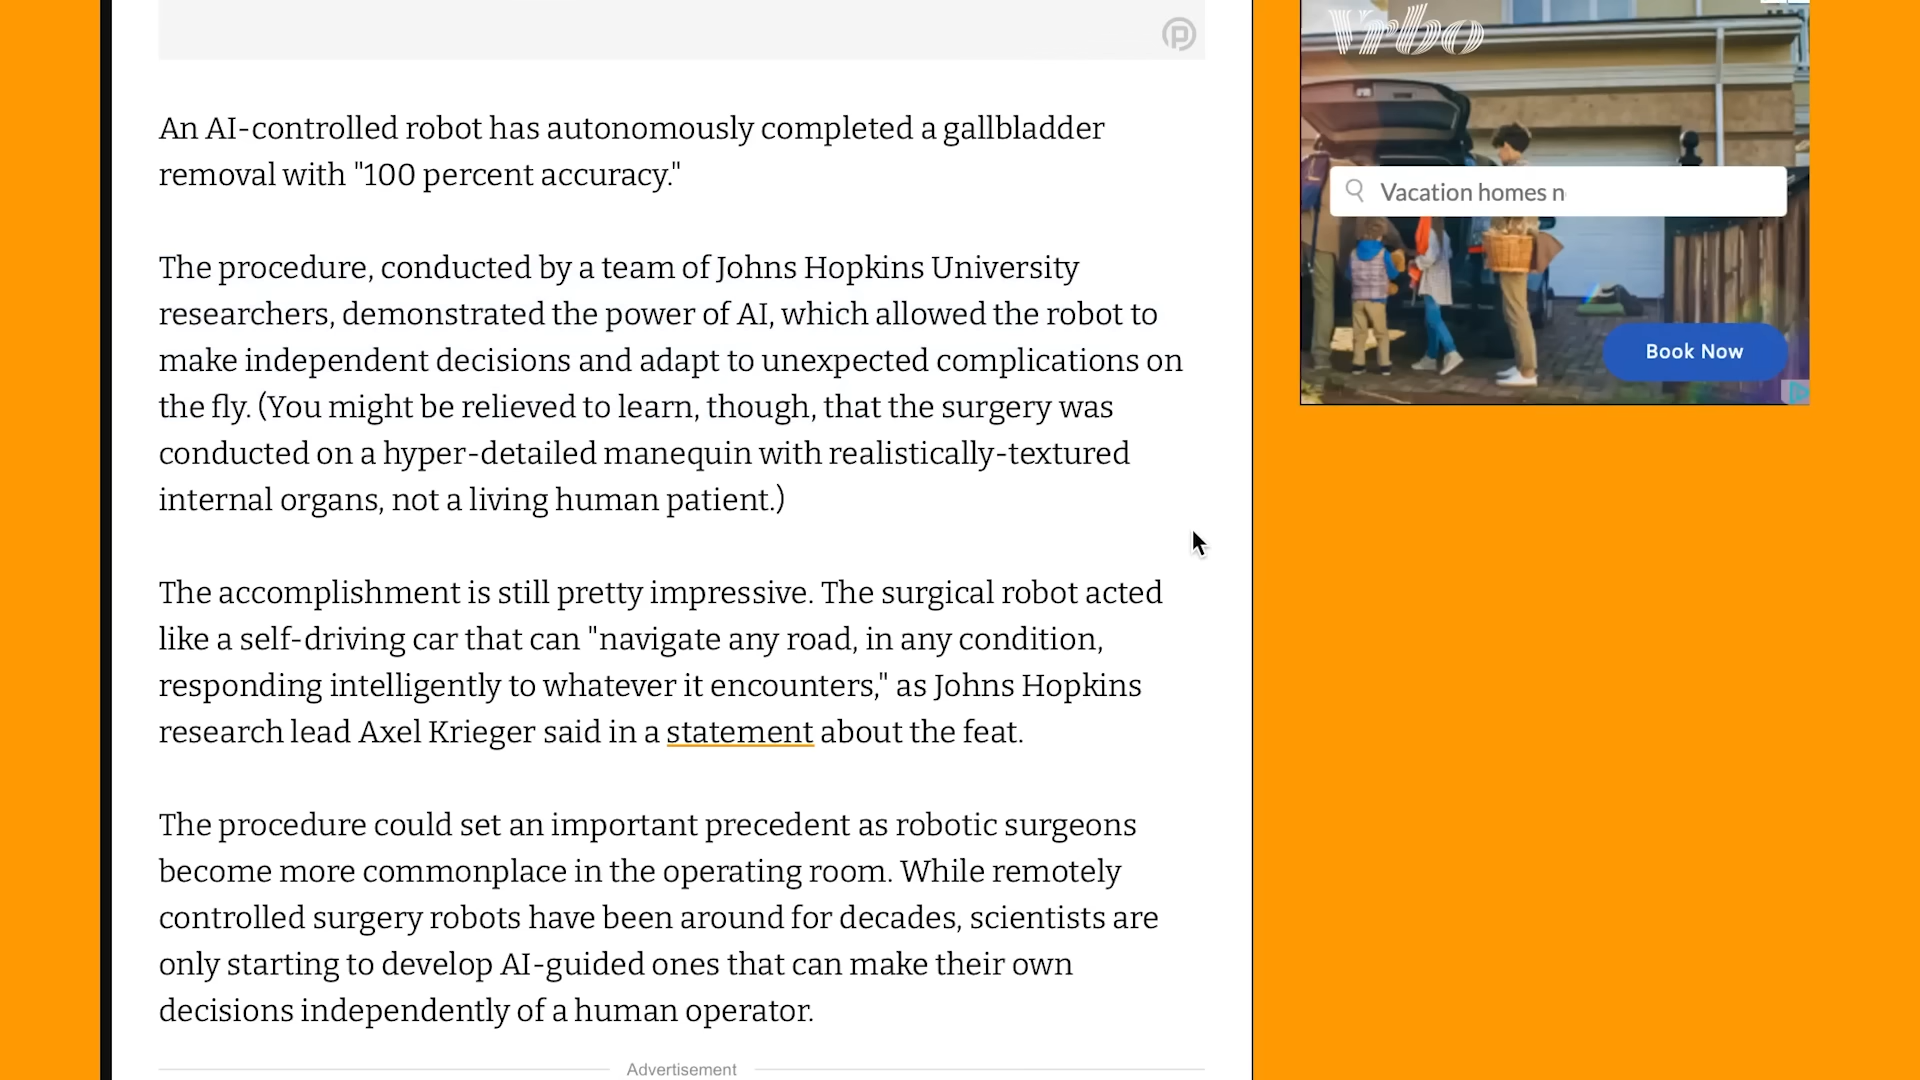 An AI-controlled robot has autonomously completed a gallbladder
removal with "100 percent accuracy."
The procedure, conducted by a team of Johns Hopkins University
researchers, demonstrated the power of AI, which allowed the robot to
make independent decisions and adapt to unexpected complications on
the fly. (You might be relieved to learn, though, that the surgery was
conducted on a hyper-detailed manequin with realistically-textured
internal organs, not a living human patient.)
The accomplishment is still pretty impressive. The surgical robot acted
like a self-driving car that can "navigate any road, in any condition,
responding intelligently to whatever it encounters," as Johns Hopkins
research lead Axel Krieger said in a statement about the feat.
The procedure could set an important precedent as robotic surgeons
become more commonplace in the operating room. While remotely
controlled surgery robots have been around for decades, scientists are
only starting to develop AI-guided ones that can make their own
decisions independently of a human operator.
Advertisement
Vrbo
Vacation homes n
Book Now